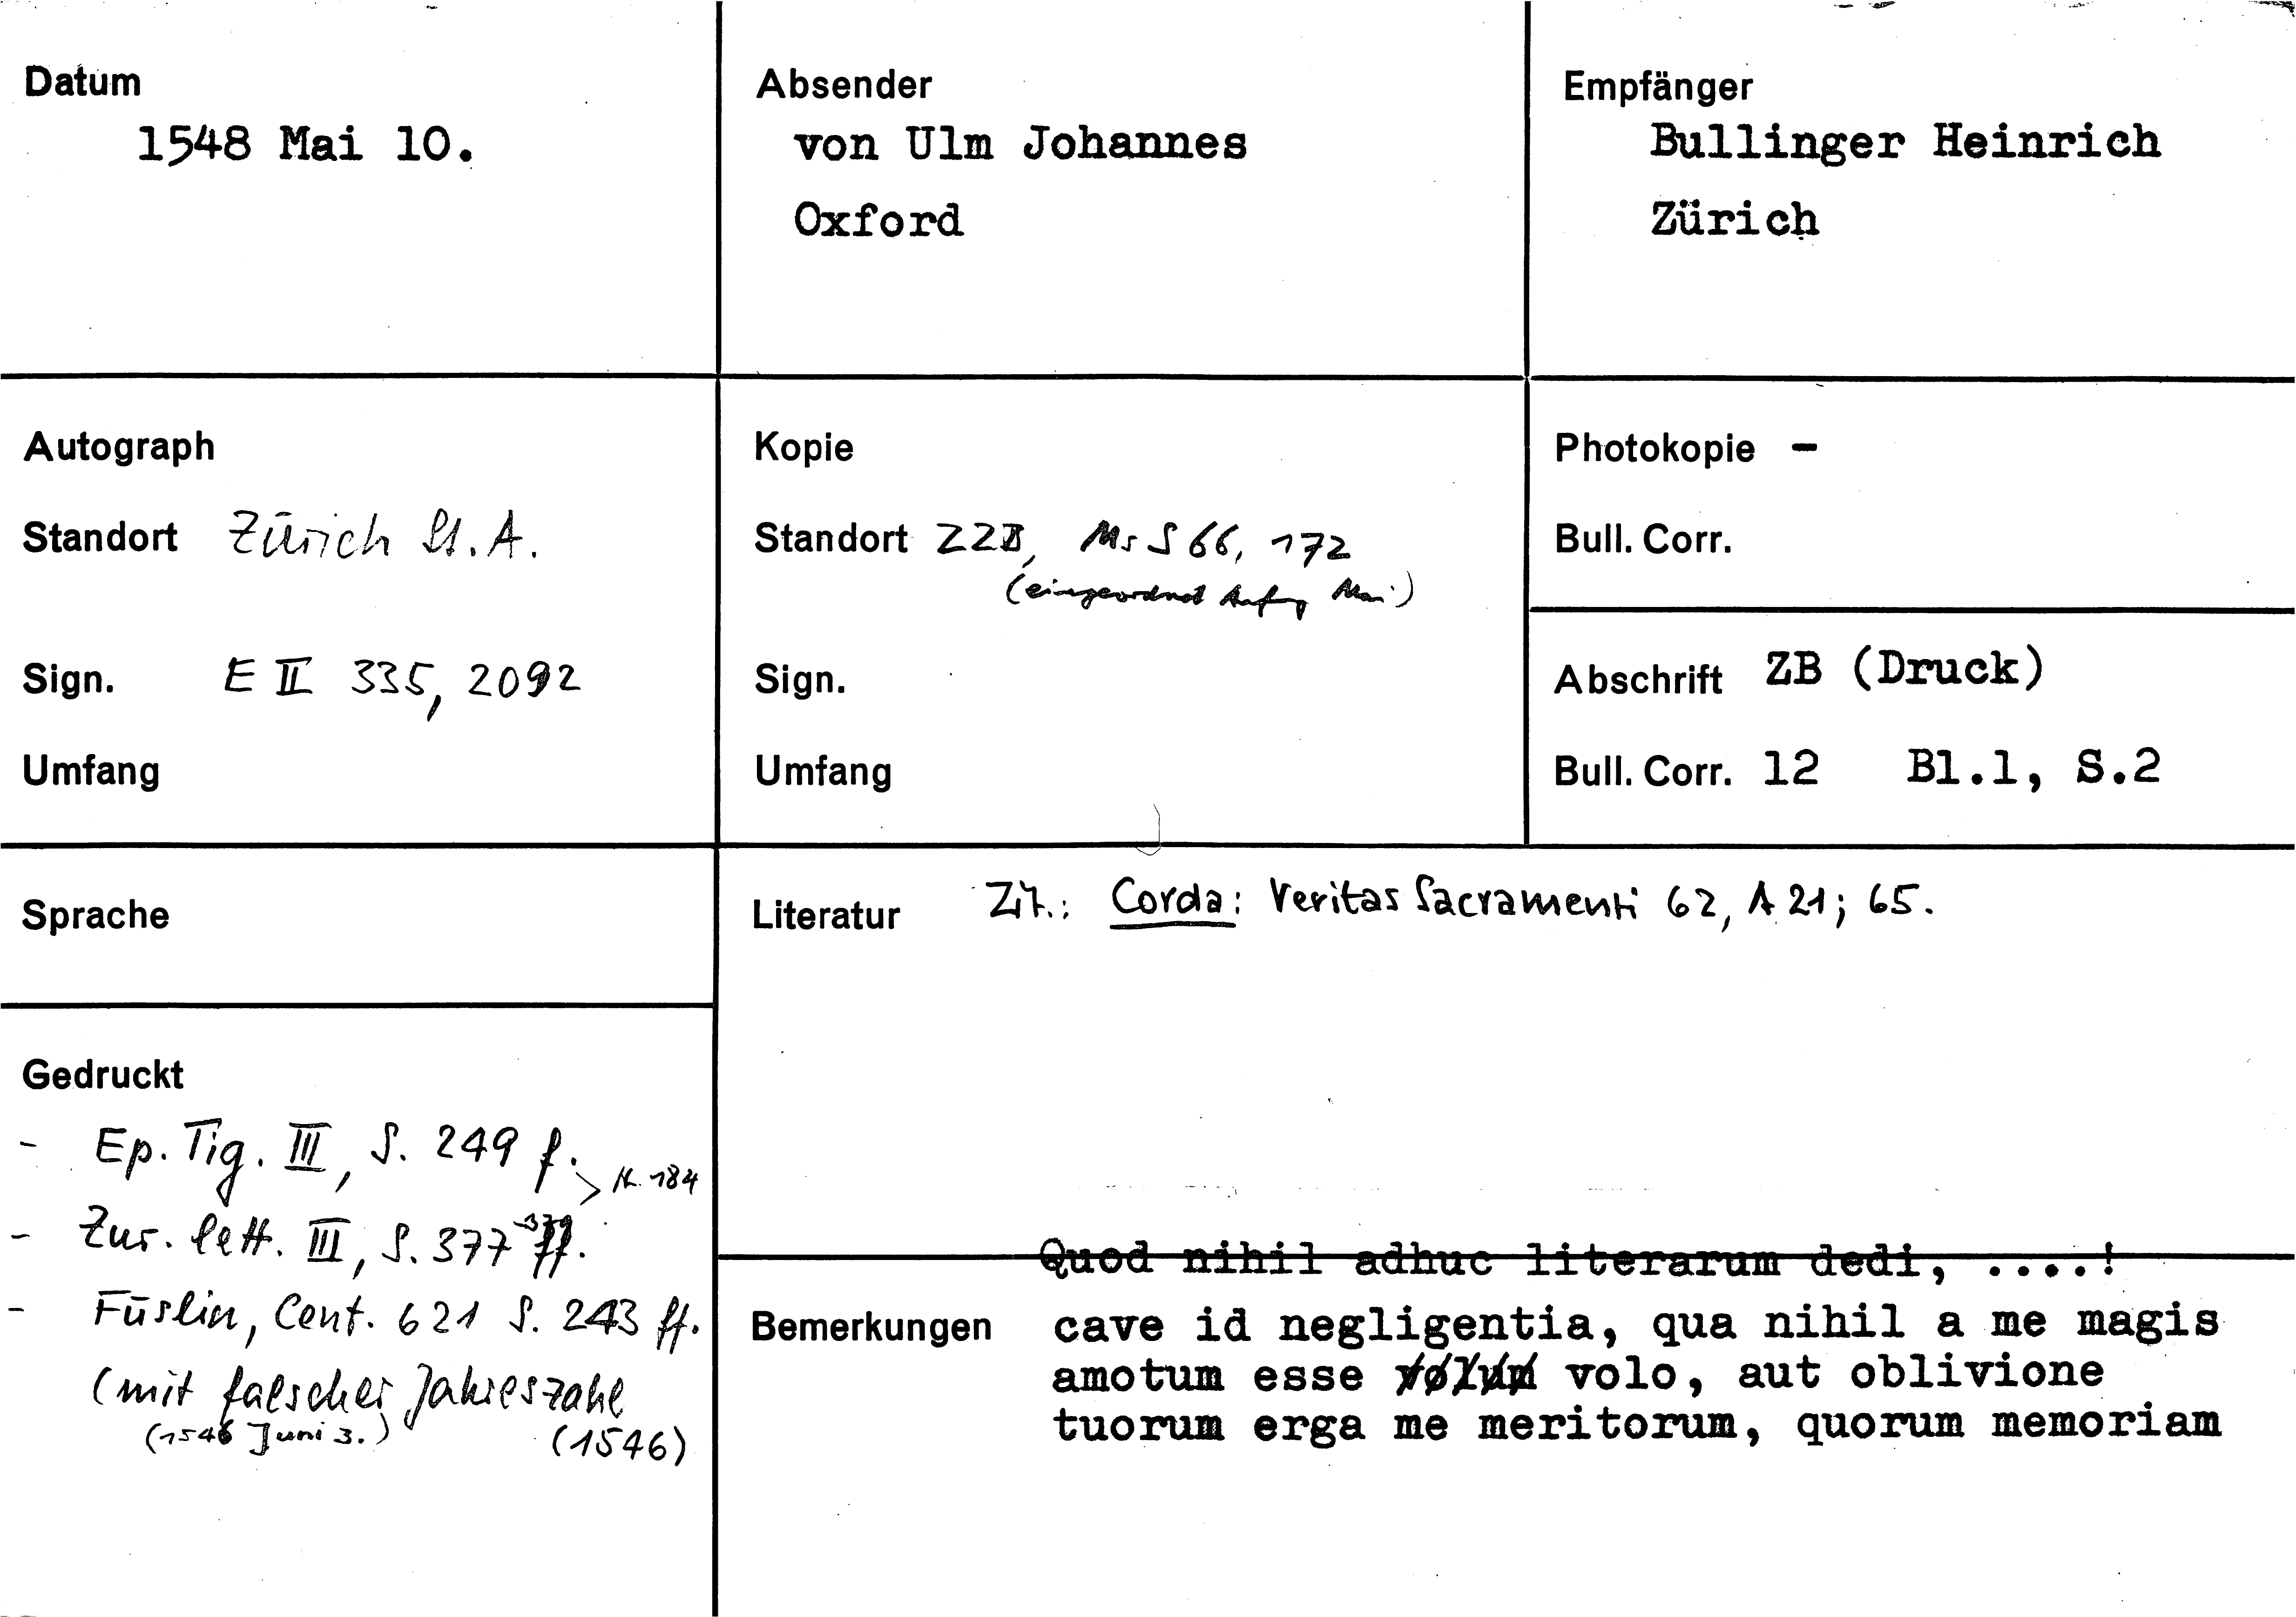 Datum
1548 Mai 10.
Absender
von Ulm Johannes
Oxford
Empfänger
Bullinger Heinrich
Zürich
Autograph
Standort Zürich St.A.
Sign. E II 335, 2092
Umfang
Kopie
Standort ZZB, Ms S 66, 172
(eingeordnet Anfang Mai)
Sign.
Umfang
Photokopie -
Bull. Corr.
Abschrift ZB (Druck)
Bull. Corr. 12 Bl.1, S.2
Sprache
Gedruckt
- Ep. Tig. III, S. 249 f.
> N. 184
- Zur. lett. III, S. 377-379 ff.
- Füslin, Cent. 621 S. 243 ff.
(mit falscher Jahreszahl
(1546 Juni 3.) (1546)
Literatur Zit.: Corda: Veritas Sacramenti 62, A 21; 65.
Quod nihil adhuc literarum dedi, ....!
Bemerkungen cave id negligentia, qua nihil a me magis
amotum esse volum volo, aut oblivione
tuorum erga me meritorum, quorum memoriam